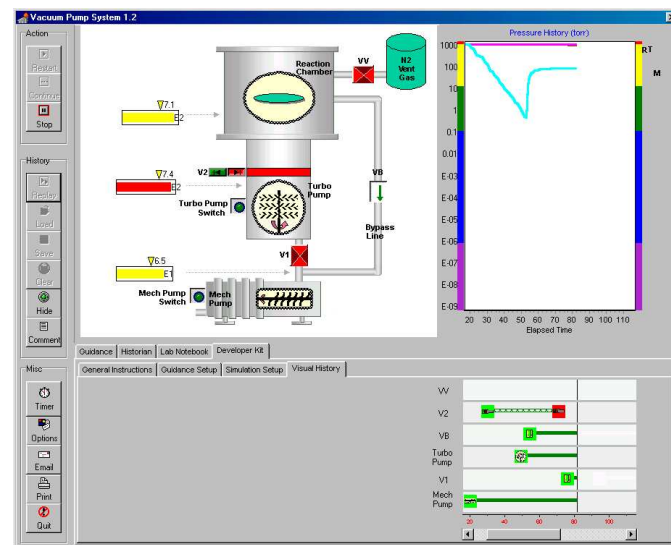 Vacuum Pump System 1.2
Action
Restart
Continue
Stop
History
Replay
Load
Save
Clear
Hide
Comment
Misc
Timer
Options
Email
Print
Quit
Reaction
Chamber
VV
N2
Vent
Gas
7.1
E2
V2
7.4
E2
Turbo Pump
Switch
Turbo
Pump
VB
Bypass
Line
V1
6.5
E1
Mech Pump
Switch
Mech
Pump
Pressure History (torr)
1000
100
10
1
0.1
0.01
E-03
E-04
E-05
E-06
E-07
E-08
E-09
RT
M
20 30 40 50 60 70 80 90 100 110
Elapsed Time
Guidance Historian Lab Notebook Developer Kit
General Instructions Guidance Setup Simulation Setup Visual History
VV
V2
VB
Turbo
Pump
V1
Mech
Pump
20 40 60 80 100